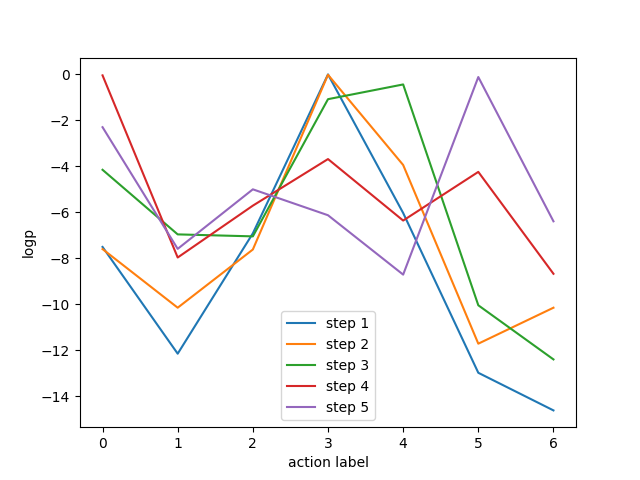 0
−2
−4
−6
−8
−10
−12
−14
logp
step 1
step 2
step 3
step 4
step 5
0 1 2 3 4 5 6
action label